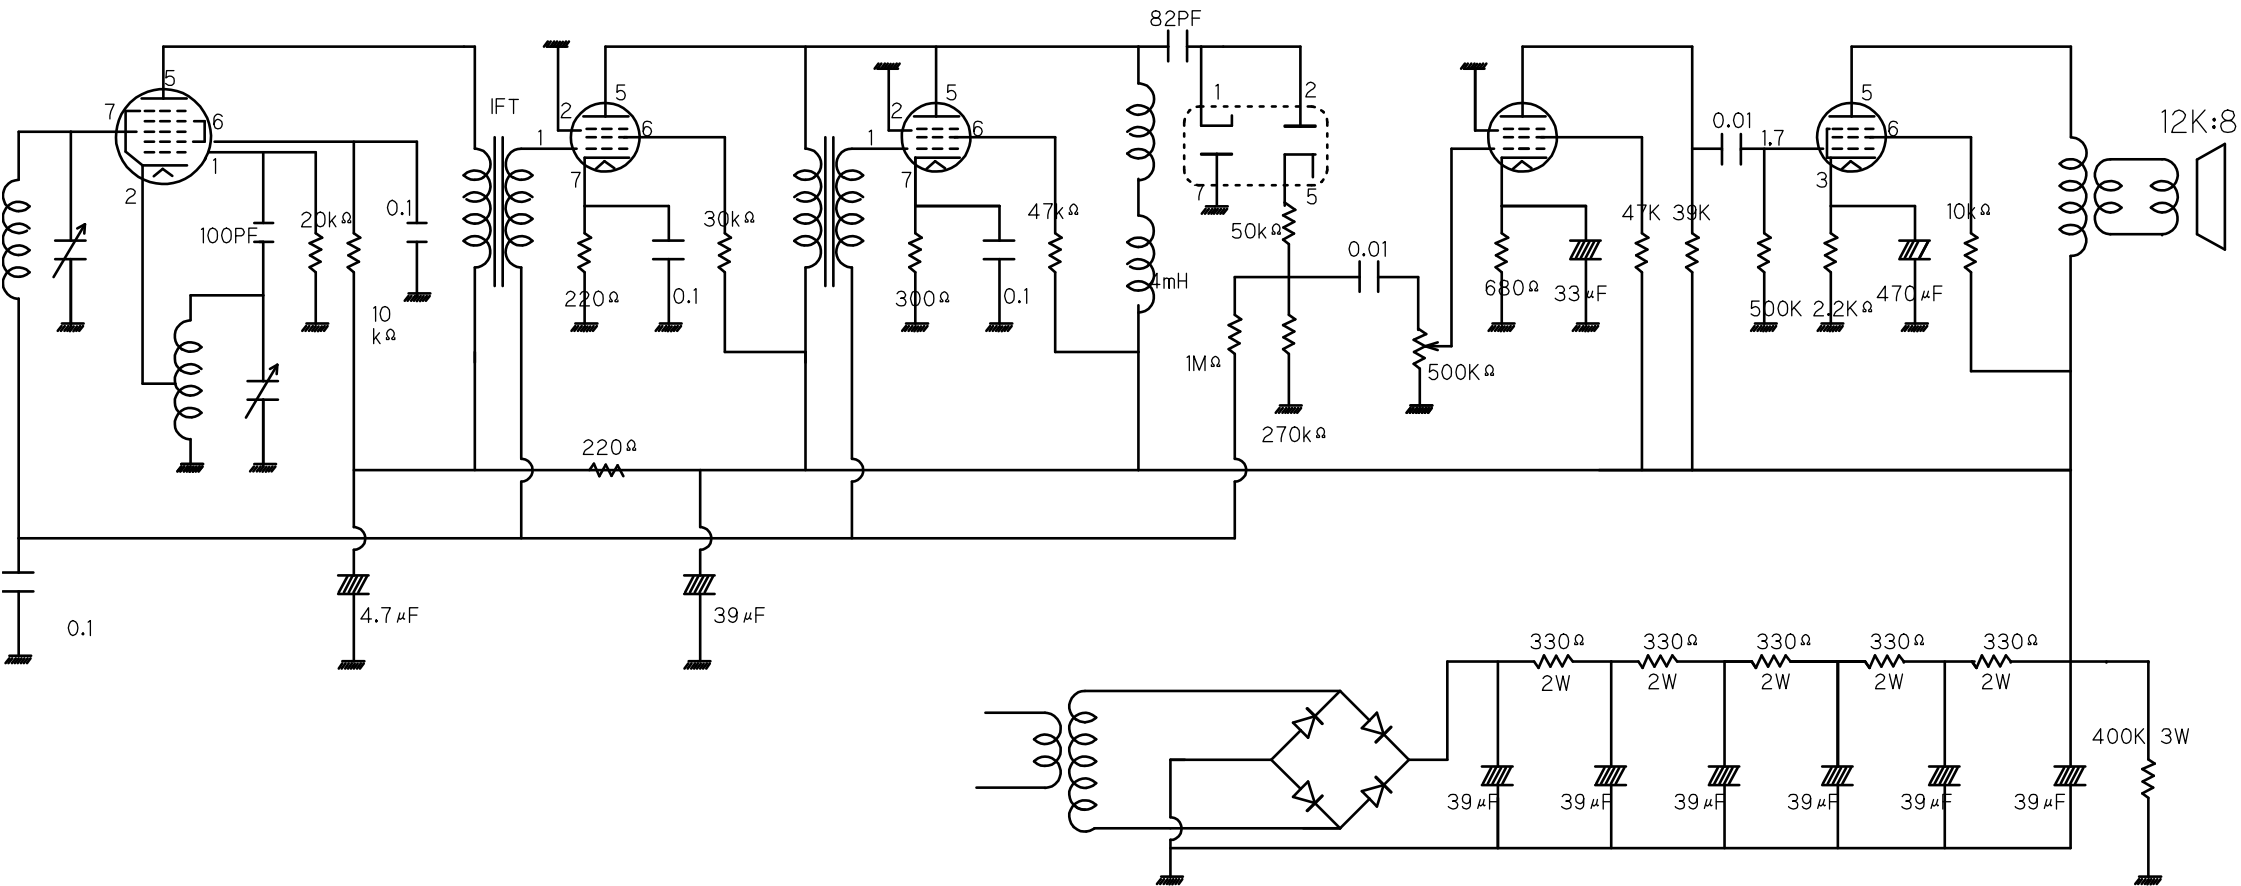 82PF
5
7
6
1
2
100PF
20kΩ
0.1
10
kΩ
IFT
1
2
5
6
7
30kΩ
220Ω
0.1
1
2
5
6
7
47kΩ
300Ω
0.1
4mH
1
2
7
5
50kΩ
0.01
1MΩ
270kΩ
500KΩ
680Ω
33μF
47K
39K
0.01
1.7
5
6
3
500K
2.2KΩ
470μF
10kΩ
12K:8
220Ω
0.1
4.7μF
39μF
330Ω
330Ω
330Ω
330Ω
330Ω
2W
2W
2W
2W
2W
400K 3W
39μF
39μF
39μF
39μF
39μF
39μF